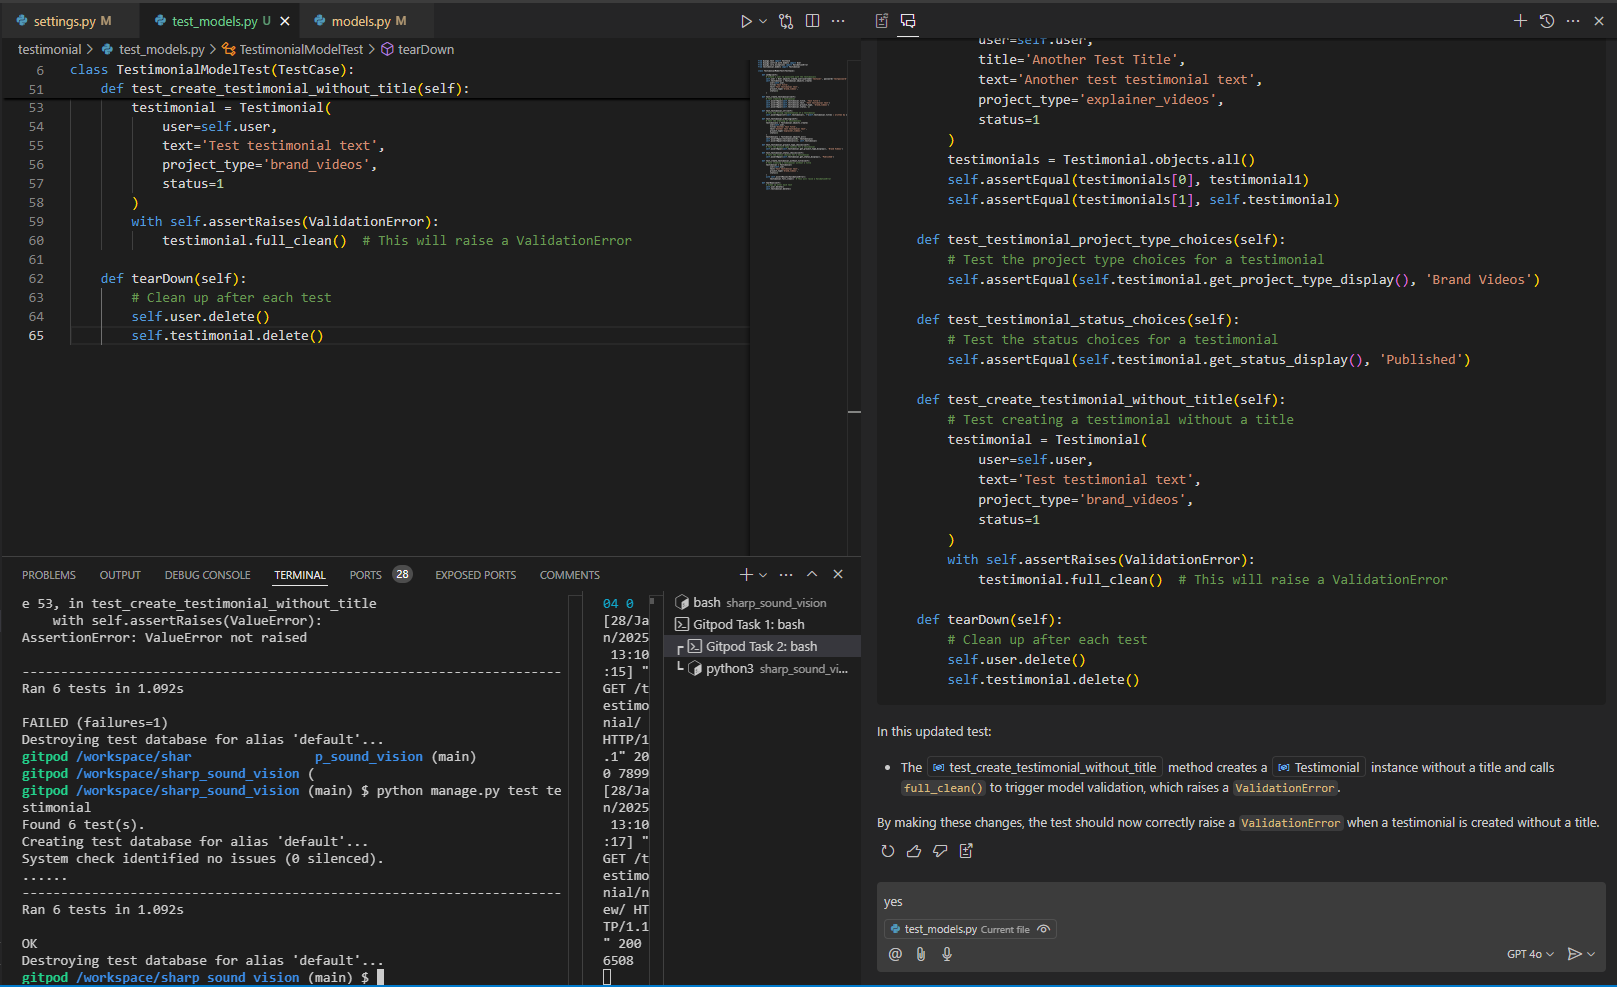 settings.py M
test_models.py U
models.py M
testimonial > test_models.py > TestimonialModelTest > tearDown
6 class TestimonialModelTest(TestCase):
51 def test_create_testimonial_without_title(self):
53 testimonial = Testimonial(
54 user=self.user,
55 text='Test testimonial text',
56 project_type='brand_videos',
57 status=1
58 )
59 with self.assertRaises(ValidationError):
60 testimonial.full_clean() # This will raise a ValidationError
61
62 def tearDown(self):
63 # Clean up after each test
64 self.user.delete()
65 self.testimonial.delete()
PROBLEMS OUTPUT DEBUG CONSOLE TERMINAL PORTS 28 EXPOSED PORTS COMMENTS
e 53, in test_create_testimonial_without_title
with self.assertRaises(ValueError):
AssertionError: ValueError not raised
----------------------------------------------------------------------
Ran 6 tests in 1.092s
FAILED (failures=1)
Destroying test database for alias 'default'...
gitpod /workspace/shar p_sound_vision (main)
gitpod /workspace/sharp_sound_vision (
gitpod /workspace/sharp_sound_vision (main) $ python manage.py test te
stimonial
Found 6 test(s).
Creating test database for alias 'default'...
System check identified no issues (0 silenced).
......
----------------------------------------------------------------------
Ran 6 tests in 1.092s
OK
Destroying test database for alias 'default'...
gitpod /workspace/sharp_sound_vision (main) $
04 0
[28/Ja
n/2025
13:10
:15] "
GET /t
estimo
nial/
HTTP/1
.1" 20
0 7899
[28/Ja
n/2025
13:10
:17] "
GET /t
estimo
nial/n
ew/ HT
TP/1.1
" 200
6508
bash sharp_sound_vision
Gitpod Task 1: bash
Gitpod Task 2: bash
python3 sharp_sound_vi...
user=self.user,
title='Another Test Title',
text='Another test testimonial text',
project_type='explainer_videos',
status=1
)
testimonials = Testimonial.objects.all()
self.assertEqual(testimonials[0], testimonial1)
self.assertEqual(testimonials[1], self.testimonial)
def test_testimonial_project_type_choices(self):
# Test the project type choices for a testimonial
self.assertEqual(self.testimonial.get_project_type_display(), 'Brand Videos')
def test_testimonial_status_choices(self):
# Test the status choices for a testimonial
self.assertEqual(self.testimonial.get_status_display(), 'Published')
def test_create_testimonial_without_title(self):
# Test creating a testimonial without a title
testimonial = Testimonial(
user=self.user,
text='Test testimonial text',
project_type='brand_videos',
status=1
)
with self.assertRaises(ValidationError):
testimonial.full_clean() # This will raise a ValidationError
def tearDown(self):
# Clean up after each test
self.user.delete()
self.testimonial.delete()
In this updated test:
• The test_create_testimonial_without_title method creates a Testimonial instance without a title and calls
full_clean() to trigger model validation, which raises a ValidationError.
By making these changes, the test should now correctly raise a ValidationError when a testimonial is created without a title.
yes
test_models.py Current file
GPT 4o